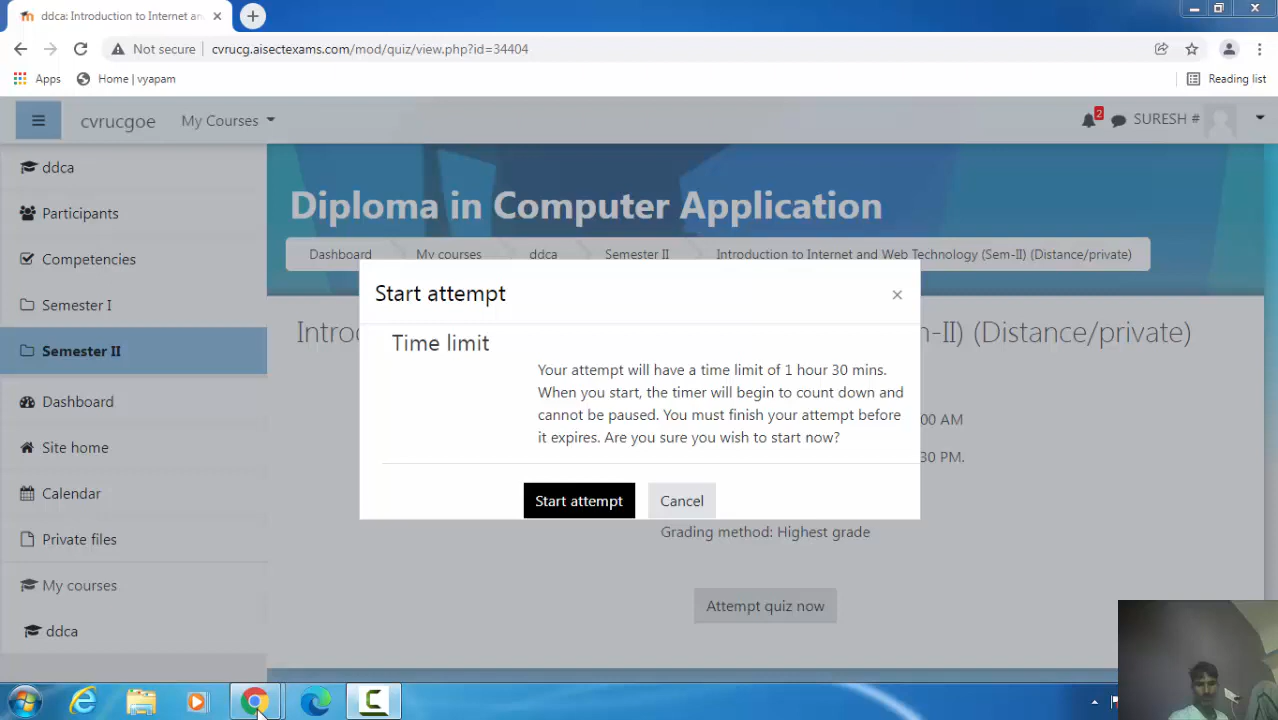 ddca: Introduction to Internet an
Not secure
cvrucg.aisectexams.com/mod/quiz/view.php?id=34404
Apps
Home | vyapam
Reading list
cvrucgoe
My Courses
2
SURESH #
ddca
Participants
Competencies
Semester I
Semester II
Dashboard
Site home
Calendar
Private files
My courses
ddca
Diploma in Computer Application
Dashboard
My courses
ddca
Semester II
Introduction to Internet and Web Technology (Sem-II) (Distance/private)
Introd
m-II) (Distance/private)
Start attempt
×
Time limit
Your attempt will have a time limit of 1 hour 30 mins.
When you start, the timer will begin to count down and
cannot be paused. You must finish your attempt before
it expires. Are you sure you wish to start now?
00 AM
30 PM.
Start attempt
Cancel
Grading method: Highest grade
Attempt quiz now